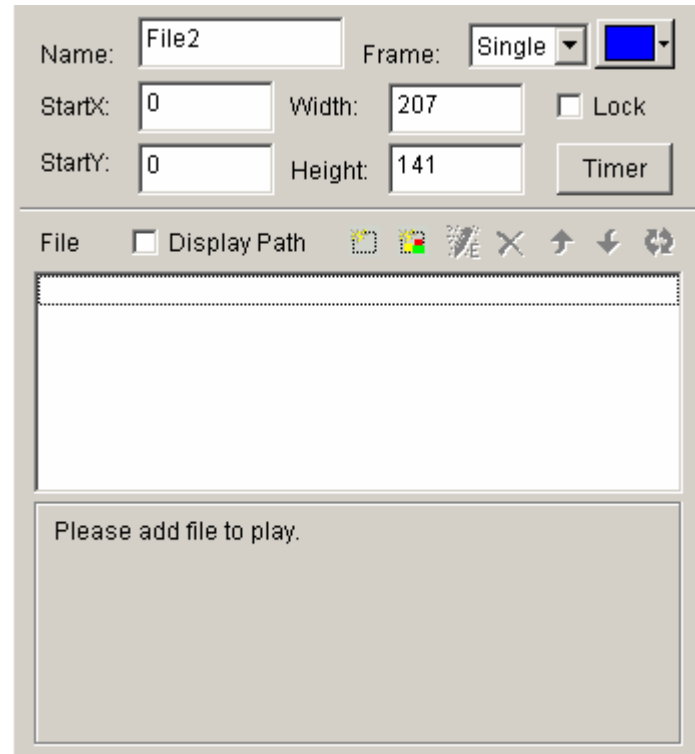 Name: File2 Frame: Single
StartX: 0 Width: 207 Lock
StartY: 0 Height: 141 Timer
File Display Path E
Please add file to play.